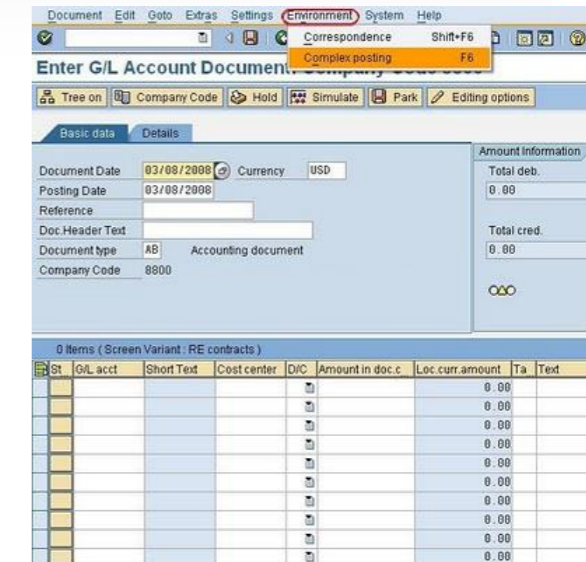 Document Edit Goto Extras Settings Environment System Help
Correspondence Shift+F6
Complex posting F6
Enter G/L Account Document: Company Code 8800
Tree on Company Code Hold Simulate Park Editing options
Basic data Details
Amount Information
Document Date 03/08/2008 Currency USD
Total deb.
Posting Date 03/08/2008
0.00
Reference
Doc.Header Text
Total cred.
Document type AB Accounting document
0.00
Company Code 8800
0 Items ( Screen Variant : RE contracts )
St G/L acct Short Text Cost center D/C Amount in doc.c Loc.curr.amount Ta Text
0.00
0.00
0.00
0.00
0.00
0.00
0.00
0.00
0.00
0.00